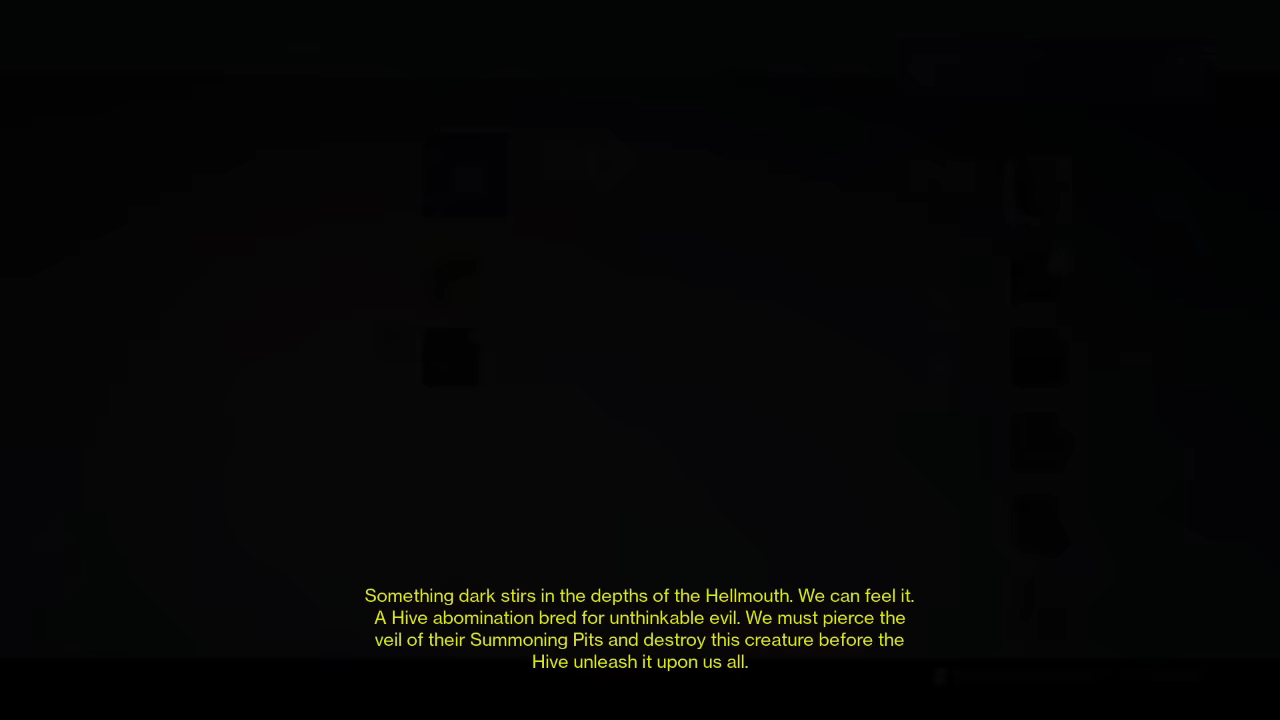 Something dark stirs in the depths of the Hellmouth. We can feel it.
A Hive abomination bred for unthinkable evil. We must pierce the
veil of their Summoning Pits and destroy this creature before the
Hive unleash it upon us all.